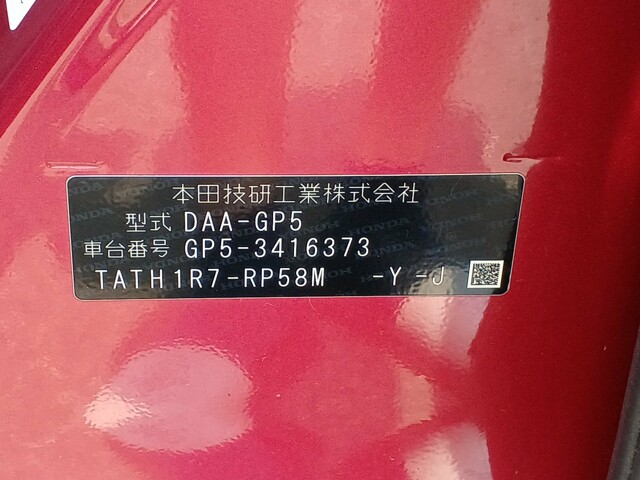 本田技研工業株式会社
型式 DAA-GP5
車台番号 GP5-3416373
TATH1R7-RP58M -Y -J